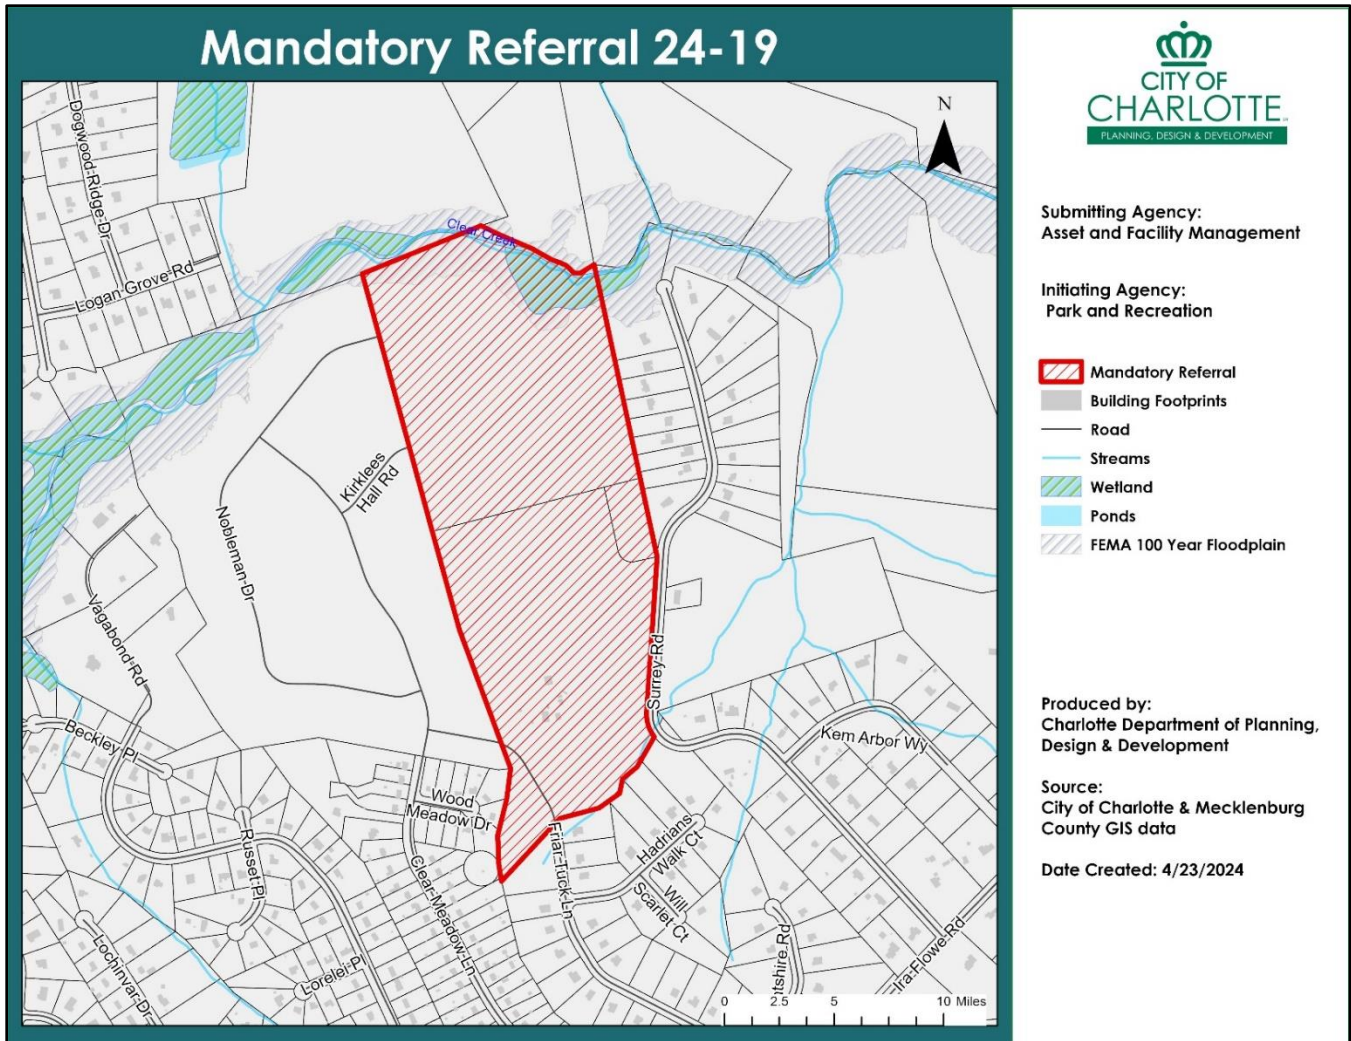 Mandatory Referral 24-19
N
Dogwood Ridge Dr
Logan Grove Rd
Clear Creek
Kirklees
Hall Rd
Nobleman Dr
Vagabond Rd
Surrey Rd
Beckley Pl
Kem Arbor Wy
Wood
Meadow Dr
Russet Pl
Friar Tuck Ln
Hadrians
Walk Ct
Will
Scarlet Ct
Clear Meadow Ln
Lochinvar Dr
Lorelei Pl
ntshire Rd
Ira Flowe Rd
0 2.5 5 10 Miles
CITY OF
CHARLOTTE
PLANNING, DESIGN & DEVELOPMENT
Submitting Agency:
Asset and Facility Management
Initiating Agency:
Park and Recreation
Mandatory Referral
Building Footprints
Road
Streams
Wetland
Ponds
FEMA 100 Year Floodplain
Produced by:
Charlotte Department of Planning,
Design & Development
Source:
City of Charlotte & Mecklenburg
County GIS data
Date Created: 4/23/2024